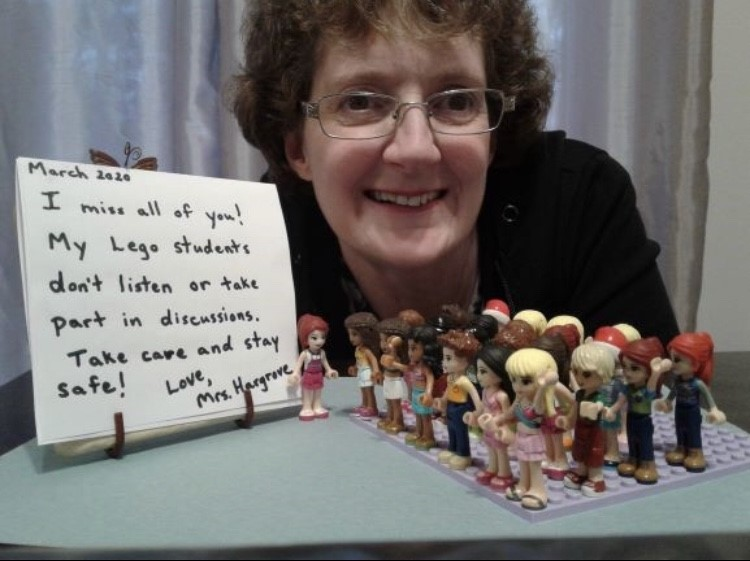 March 2020
I miss all of you!
My Lego students
don't listen or take
part in discussions.
Take care and stay
safe! Love,
Mrs. Hargrove